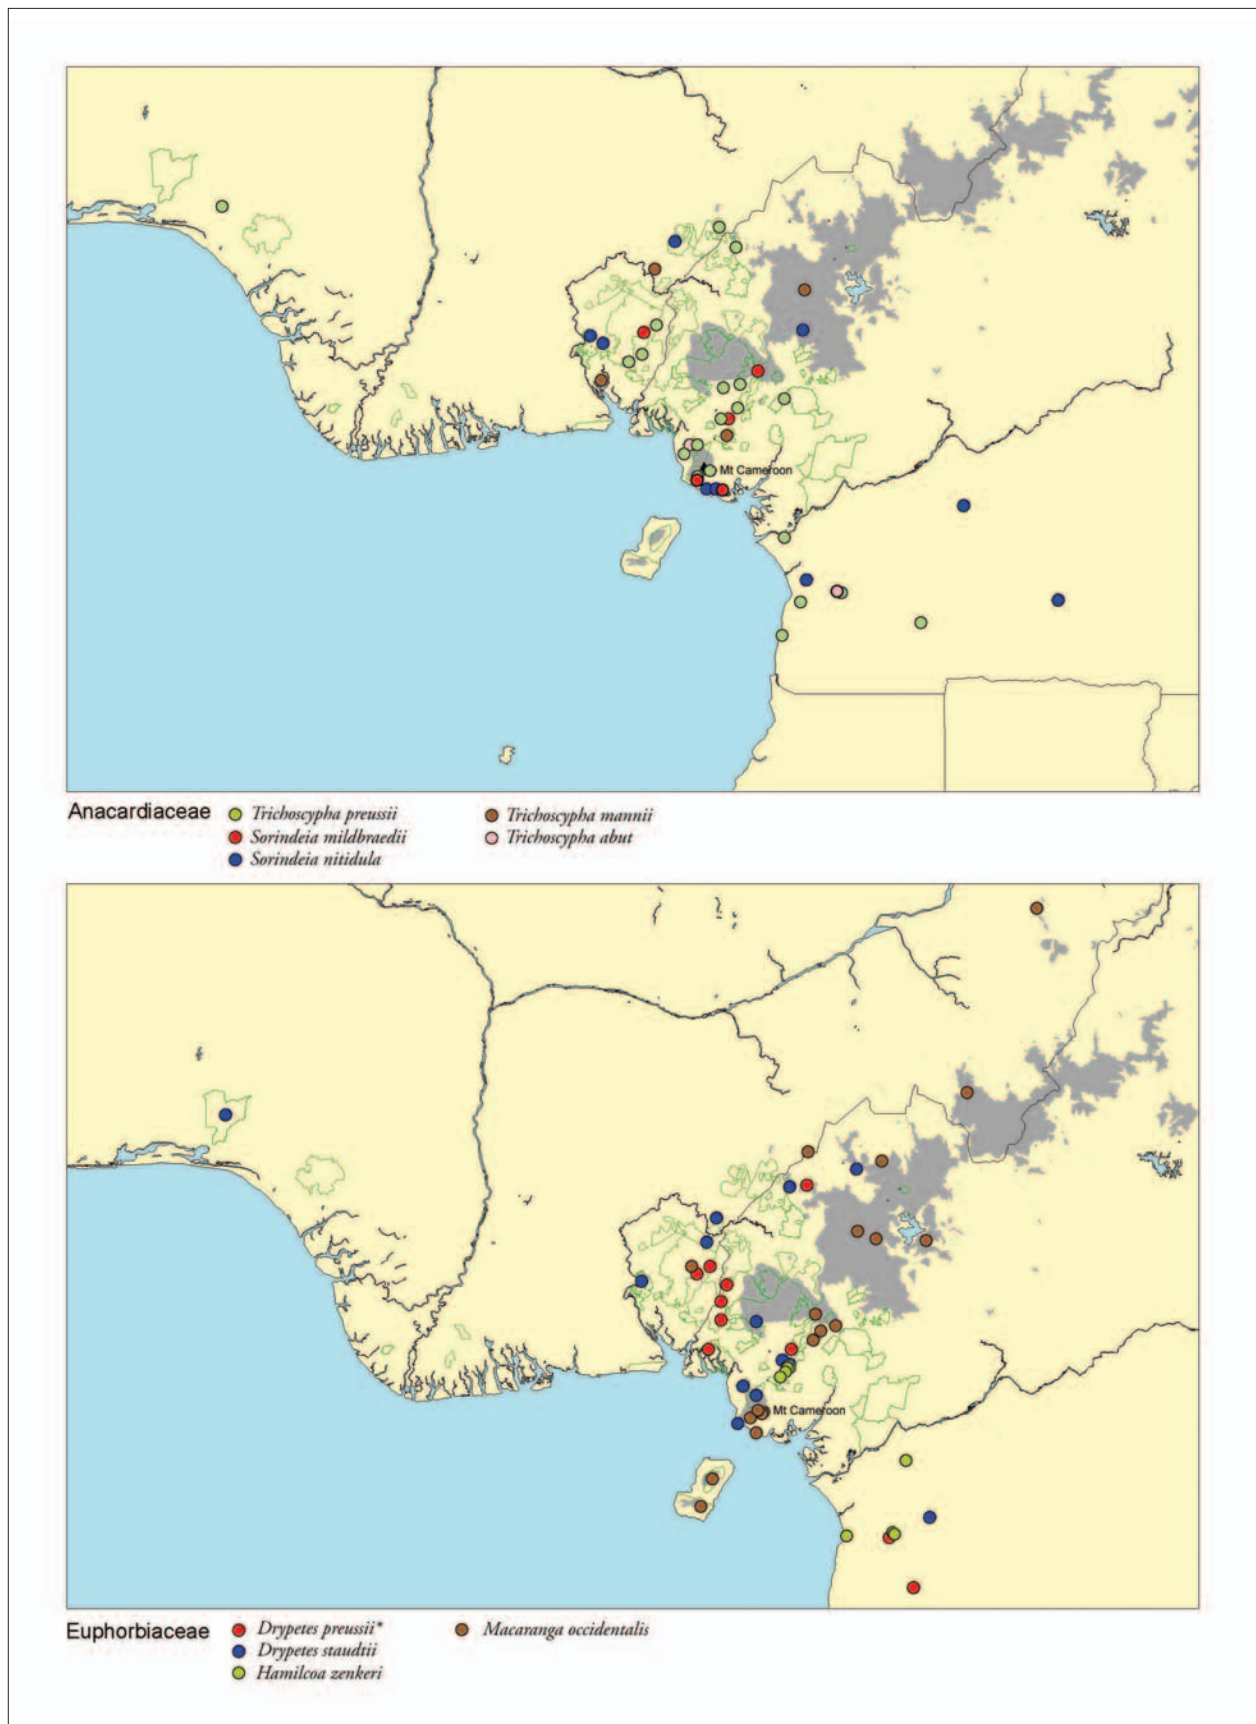 Mt Cameroon
Anacardiaceae
Trichoscypha preussii
Trichoscypha mannii
Sorindeia mildbraedii
Trichoscypha abut
Sorindeia nitidula
Mt Cameroon
Euphorbiaceae
Drypetes preussii*
Macaranga occidentalis
Drypetes staudtii
Hamilcoa zenkeri